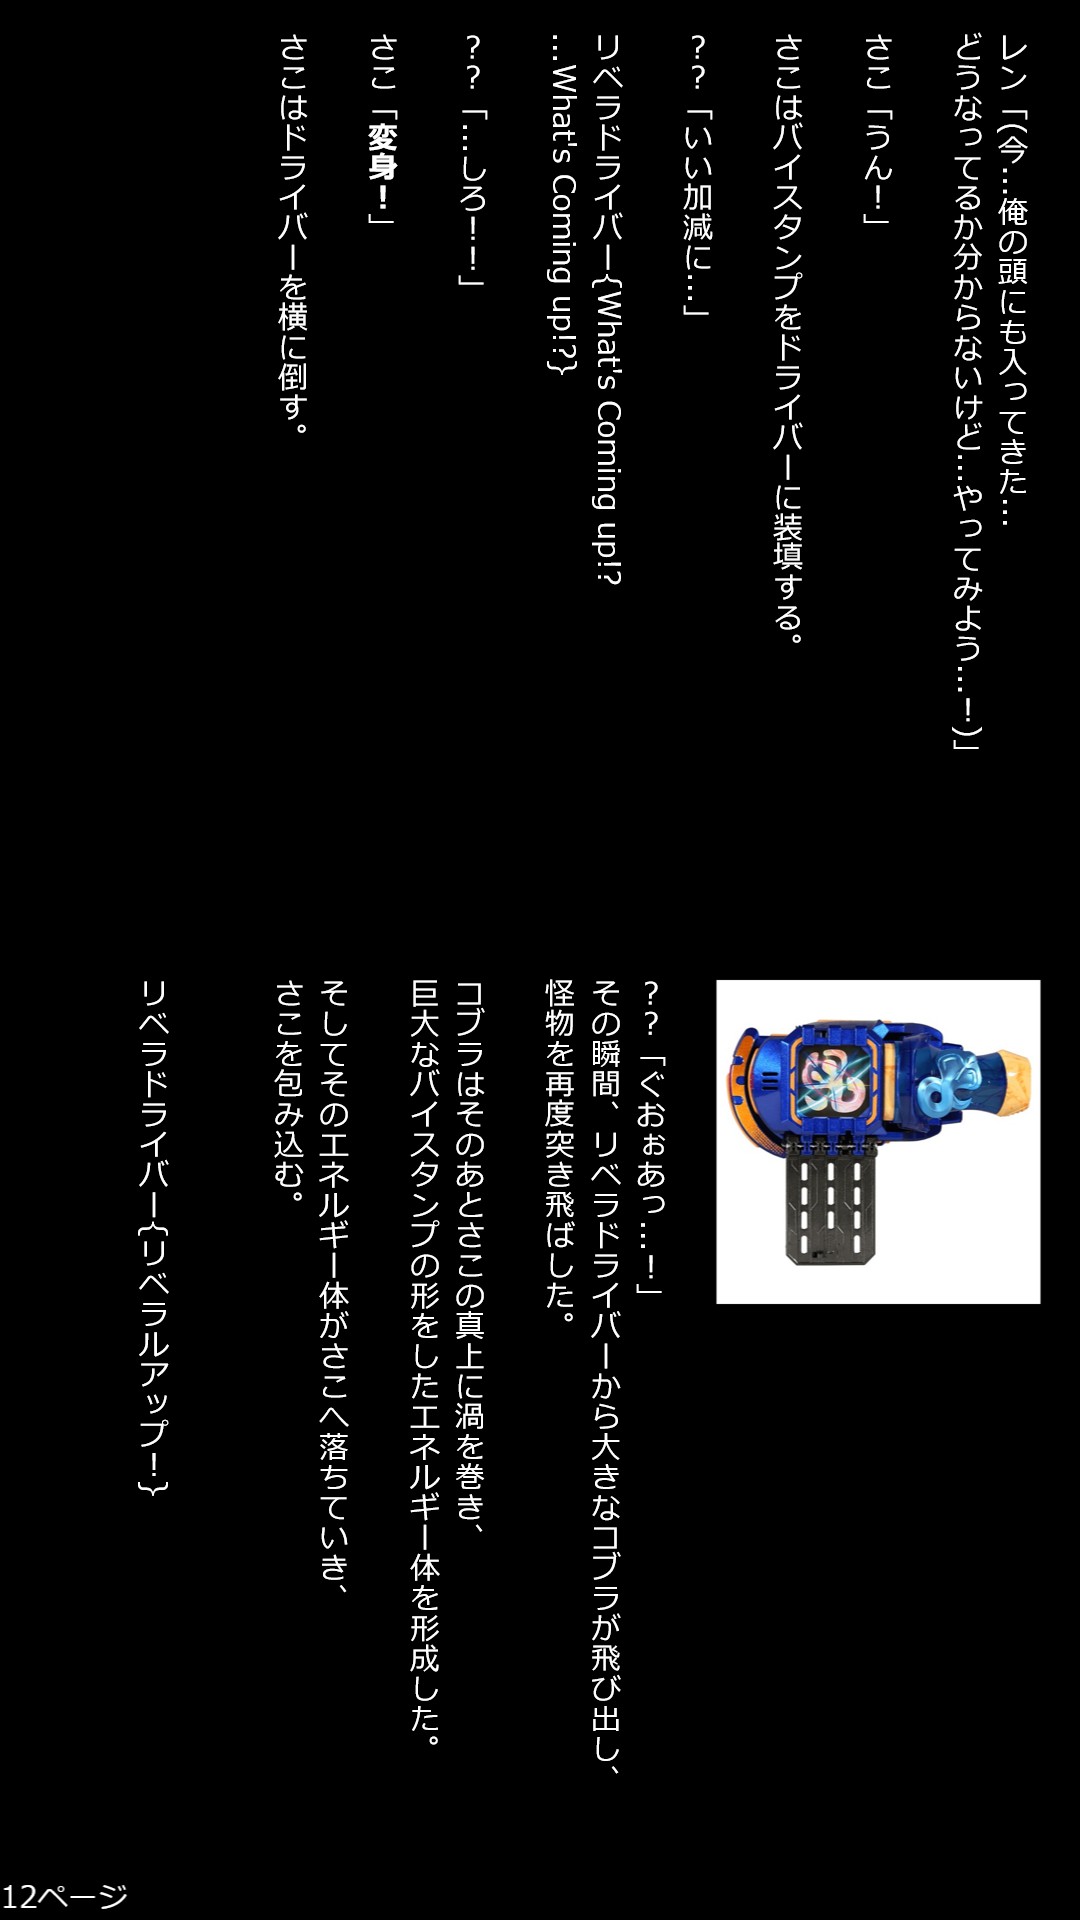 レン「(今…俺の頭にも入ってきた…
どうなってるか分からないけど…やってみよう…！)」
さこ「うん！」
さこはバイスタンプをドライバーに装填する。
？？「いい加減に…」
リベラドライバー{What's Coming up!?
…What's Coming up!?}
？？「…しろ！！」
さこ「変身！」
さこはドライバーを横に倒す。
？？「ぐおぉあっ…！」
その瞬間、リベラドライバーから大きなコブラが飛び出し、
怪物を再度突き飛ばした。
コブラはそのあとさこの真上に渦を巻き、
巨大なバイスタンプの形をしたエネルギー体を形成した。
そしてそのエネルギー体がさこへ落ちていき、
さこを包み込む。
リベラドライバー{リベラルアップ！}
12ページ